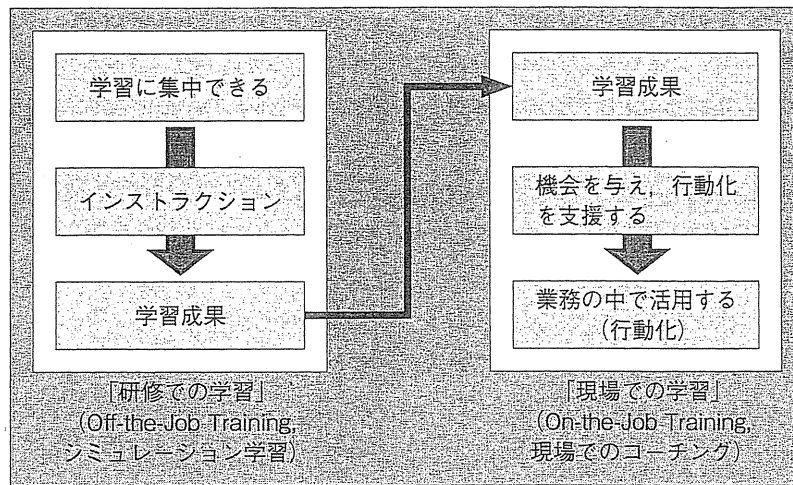 学習に集中できる
インストラクション
学習成果
「研修での学習」
（Off-the-Job Training,
シミュレーション学習）
学習成果
機会を与え，行動化
を支援する
業務の中で活用する
（行動化）
「現場での学習」
（On-the-Job Training,
現場でのコーチング）